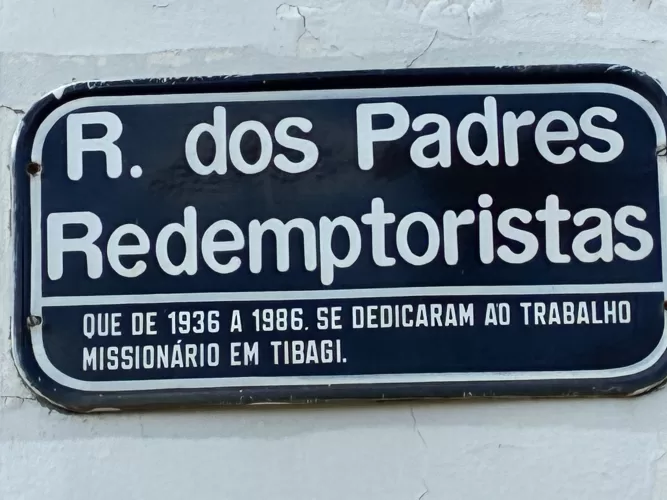 R. dos Padres
Redemptoristas
QUE DE 1936 A 1986. SE DEDICARAM AO TRABALHO
MISSIONÁRIO EM TIBAGI.